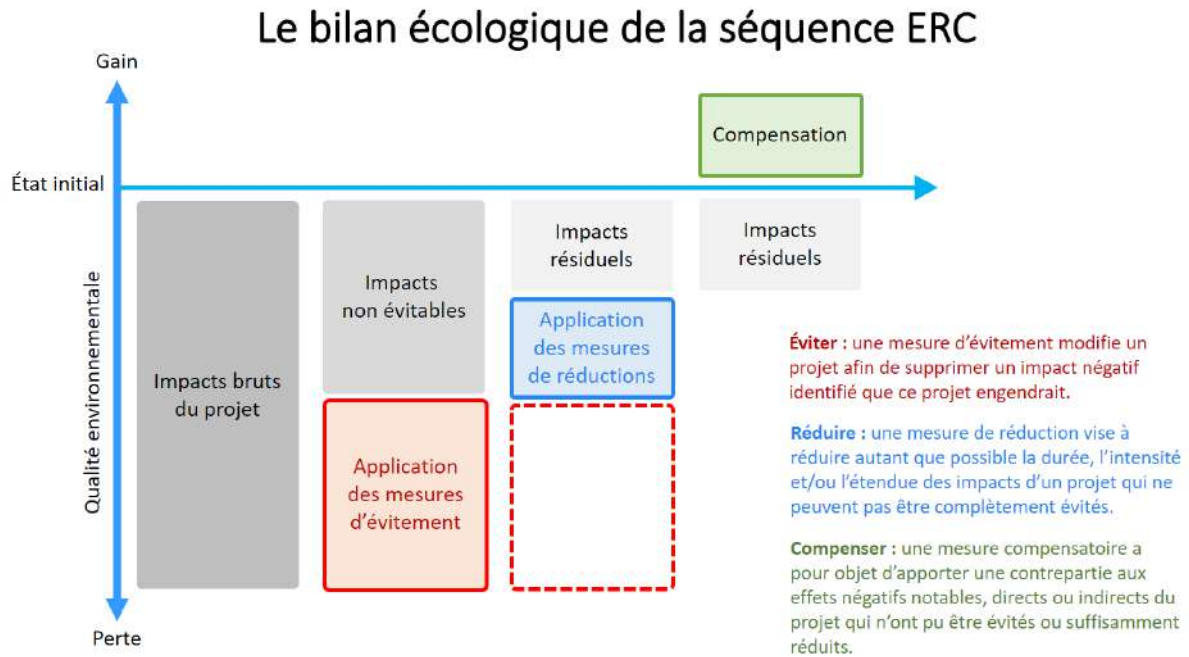 Le bilan écologique de la séquence ERC
Gain
Compensation
État initial
Qualité environnementale
Impacts bruts
du projet
Impacts
non évitables
Application
des mesures
d’évitement
Impacts
résiduels
Application
des mesures
de réductions
Impacts
résiduels
Perte
Éviter : une mesure d’évitement modifie un
projet afin de supprimer un impact négatif
identifié que ce projet engendrait.
Réduire : une mesure de réduction vise à
réduire autant que possible la durée, l’intensité
et/ou l’étendue des impacts d’un projet qui ne
peuvent pas être complètement évités.
Compenser : une mesure compensatoire a
pour objet d’apporter une contrepartie aux
effets négatifs notables, directs ou indirects du
projet qui n’ont pu être évités ou suffisamment
réduits.